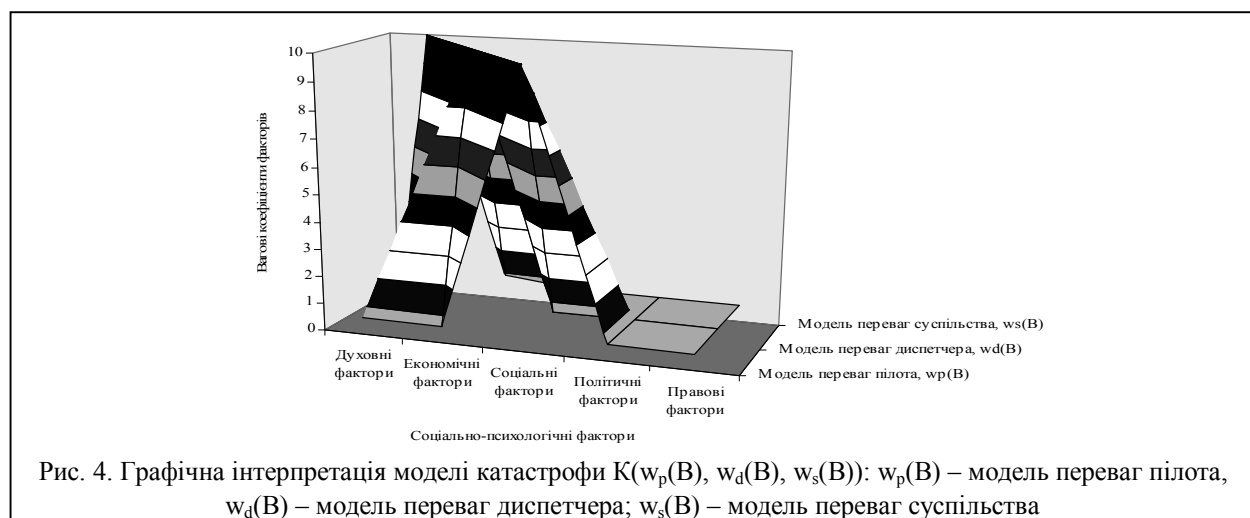 10
9
8
7
6
5
4
3
2
1
0
Вагові коефіцієнти факторів
Духовні
фактори
Економічні
фактори
Соціальні
фактори
Політичні
фактори
Правові
фактори
Модель переваг суспільства, ws(В)
Модель переваг диспетчера, wd(В)
Модель переваг пілота, wp(В)
Соціально-психологічні фактори
Рис. 4. Графічна інтерпретація моделі катастрофи К(wp(В), wd(В), ws(В)): wp(В) – модель переваг пілота,
wd(В) – модель переваг диспетчера; ws(В) – модель переваг суспільства